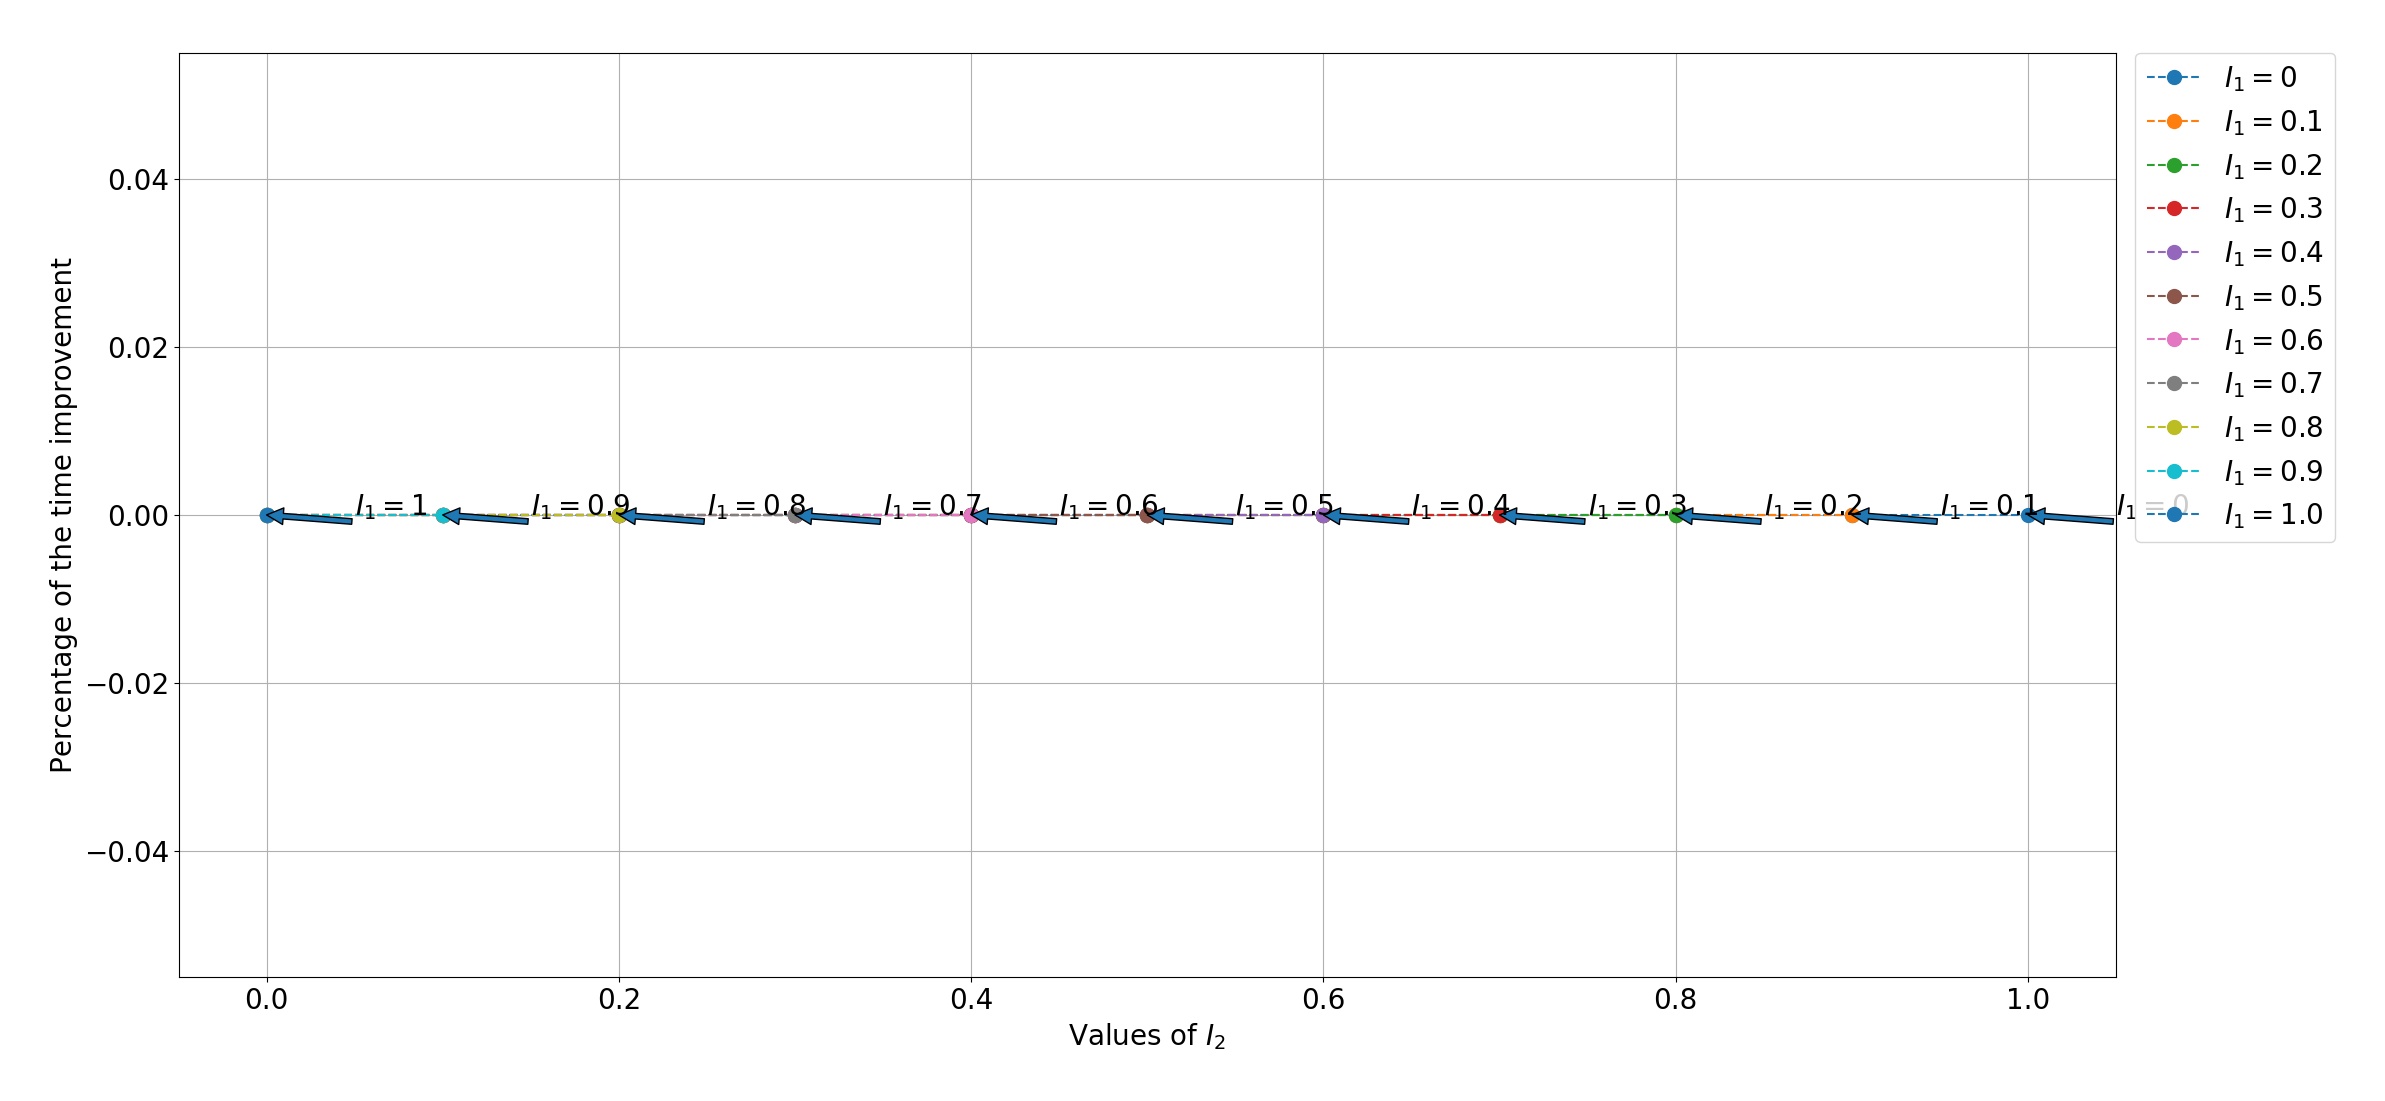 Percentage of the time improvement
0.04
0.02
0.00
−0.02
−0.04
I₁ = 1
I₁ = 0.9
I₁ = 0.8
I₁ = 0.7
I₁ = 0.6
I₁ = 0.5
I₁ = 0.4
I₁ = 0.3
I₁ = 0.2
I₁ = 0.1
I₁ = 0
0.0 0.2 0.4 0.6 0.8 1.0
Values of I₂
I₁ = 0
I₁ = 0.1
I₁ = 0.2
I₁ = 0.3
I₁ = 0.4
I₁ = 0.5
I₁ = 0.6
I₁ = 0.7
I₁ = 0.8
I₁ = 0.9
I₁ = 1.0